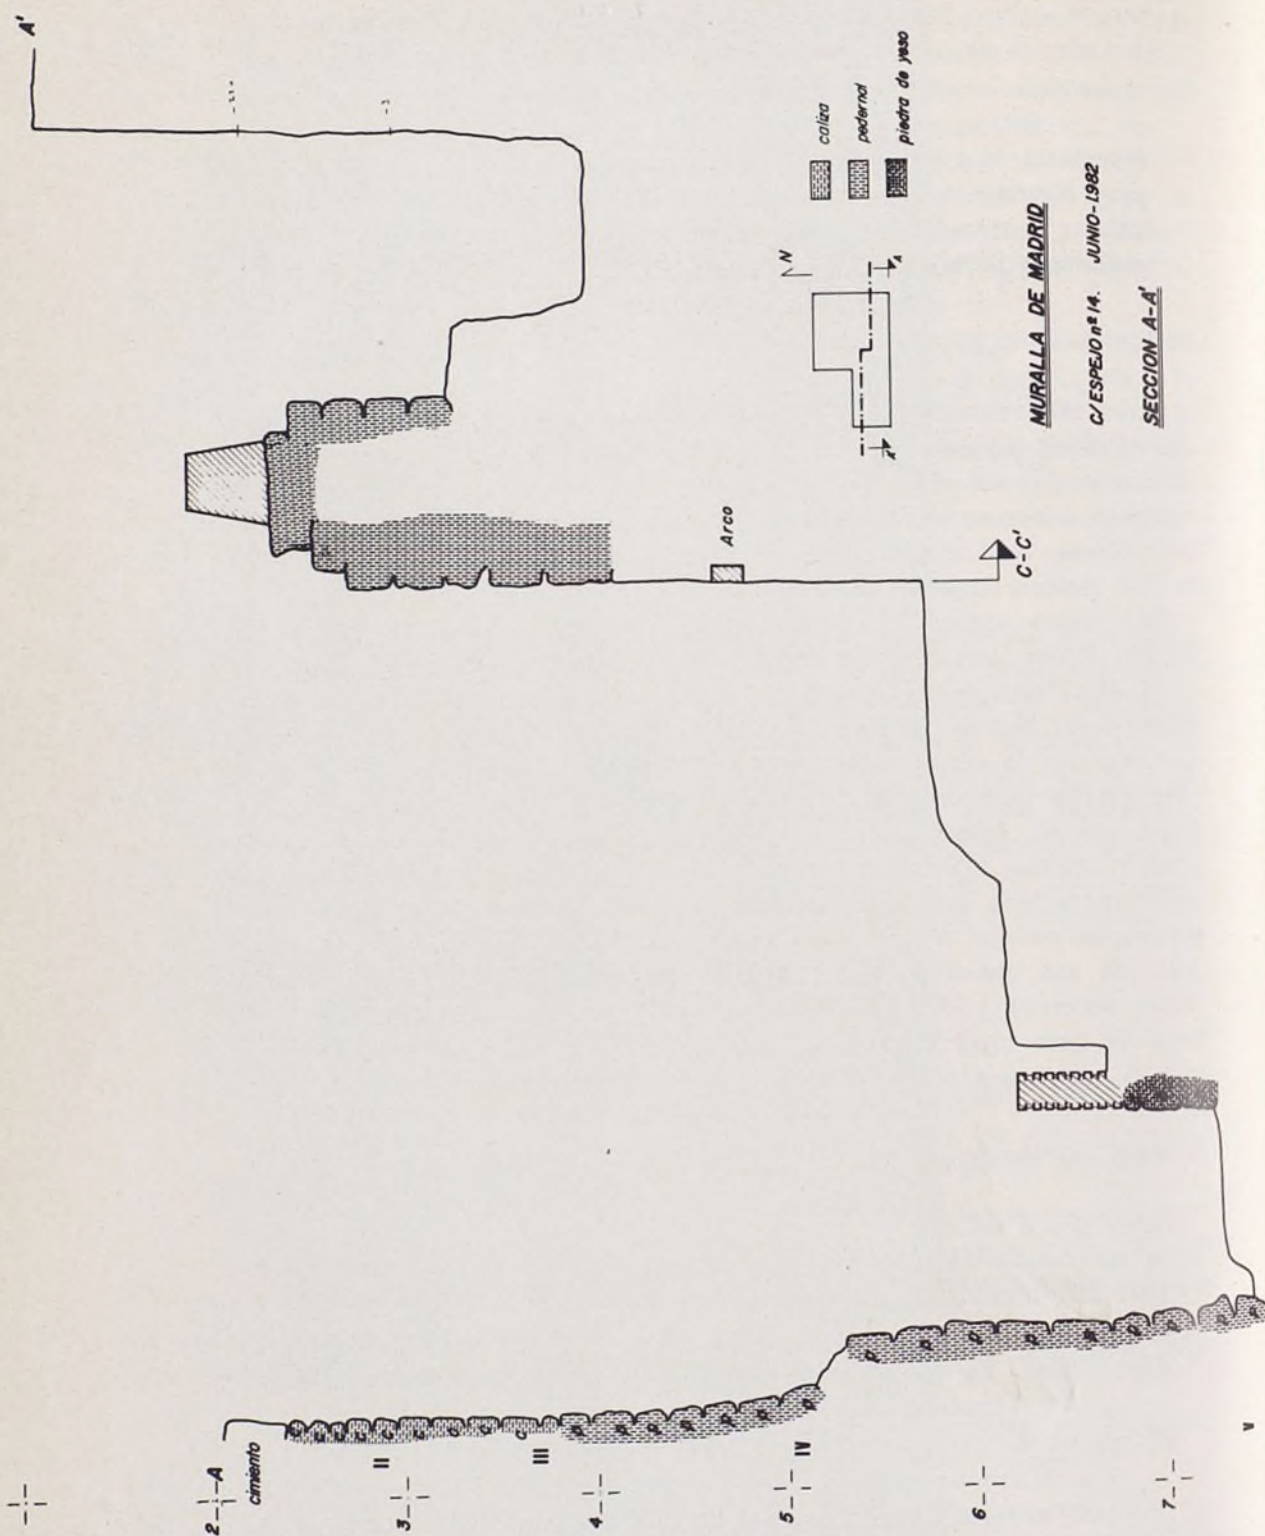 A'
caliza
pedernal
piedra de yeso
N
A
A'
MURALLA DE MADRID
C/ESPEJO nº 14. JUNIO-1982
SECCION A-A'
Arco
C-C'
2
A
cimiento
c
c
c
c
c
c
c
c
c
II
3
III
p
p
p
p
p
p
p
4
IV
5
p
p
p
p
p
p
p
p
p
6
7
V